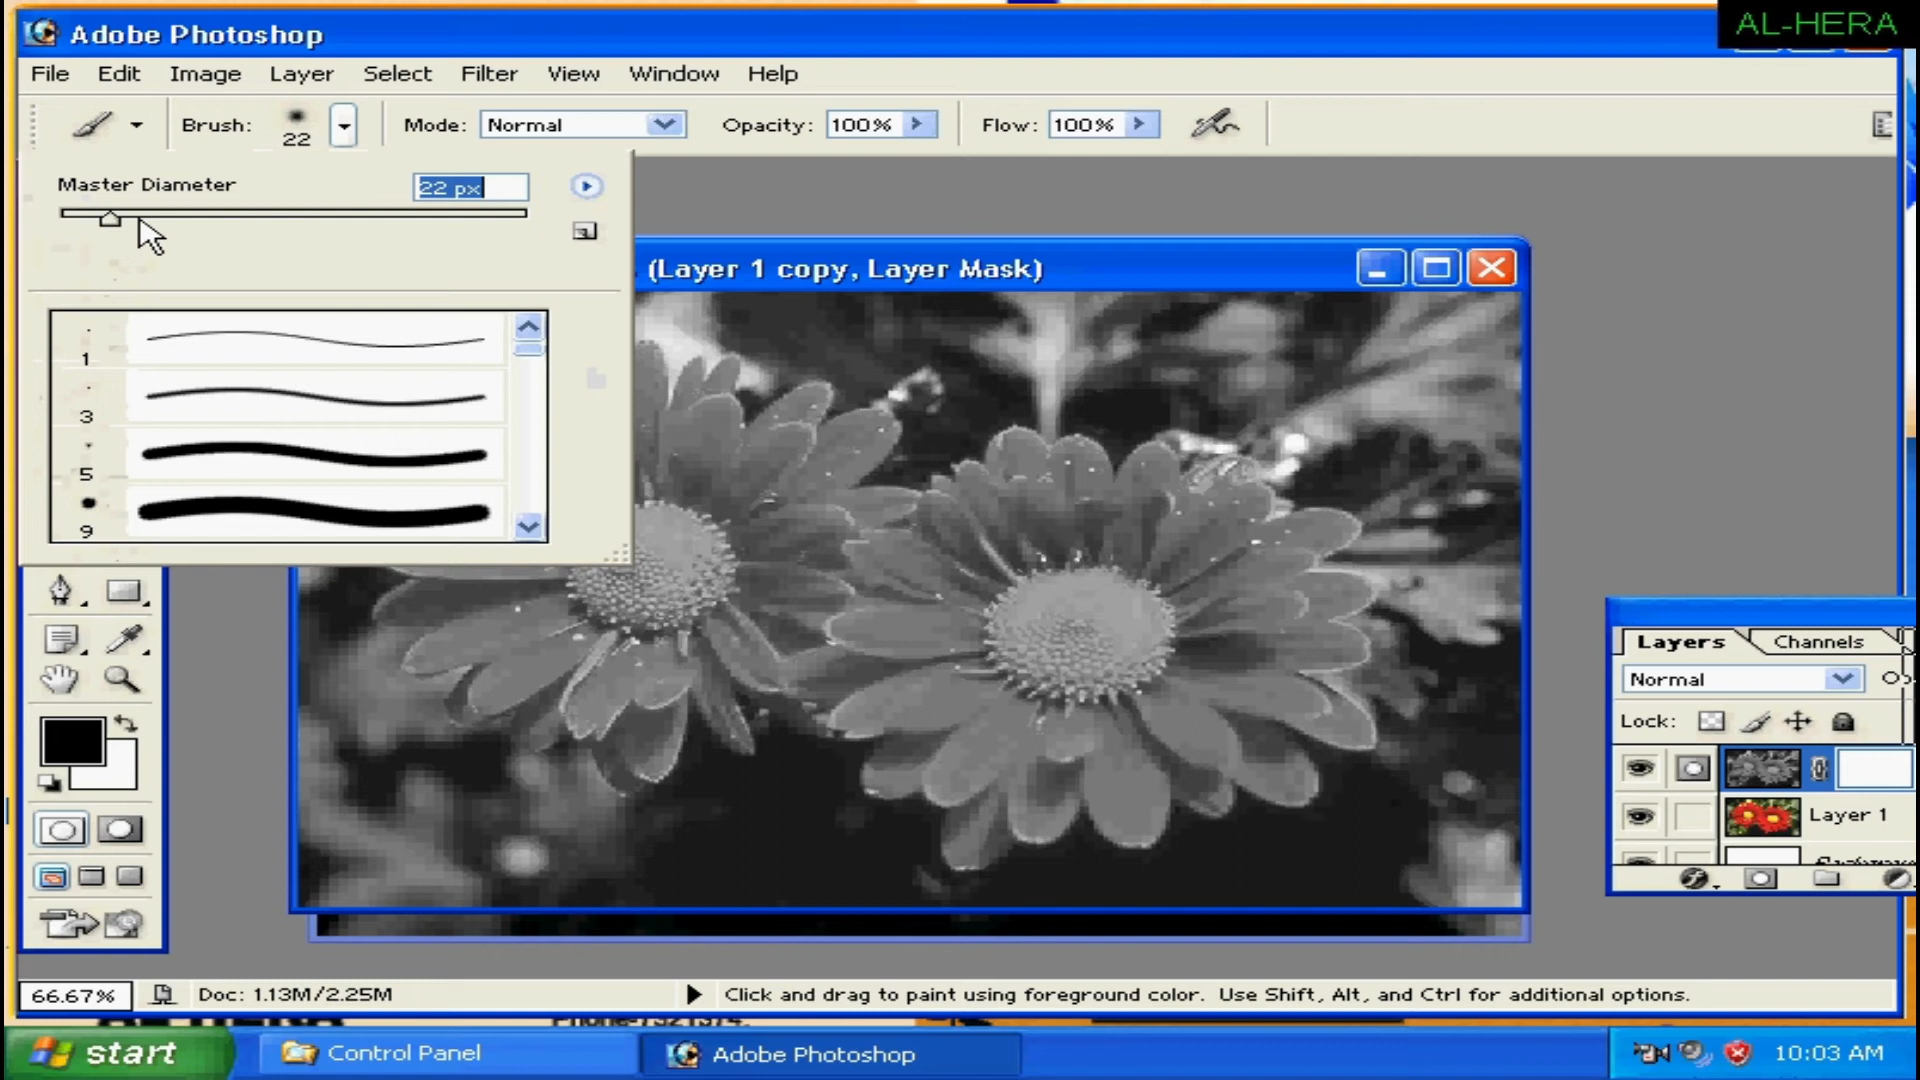 AL-HERA
Adobe Photoshop
File Edit Image Layer Select Filter View Window Help
Brush: 22 Mode: Normal Opacity: 100% Flow: 100%
Master Diameter 22 px
(Layer 1 copy, Layer Mask)
1
3
5
9
Layers Channels
Normal
Lock:
Layer 1
66.67% Doc: 1.13M/2.25M Click and drag to paint using foreground color. Use Shift, Alt, and Ctrl for additional options.
start Control Panel Adobe Photoshop 10:03 AM